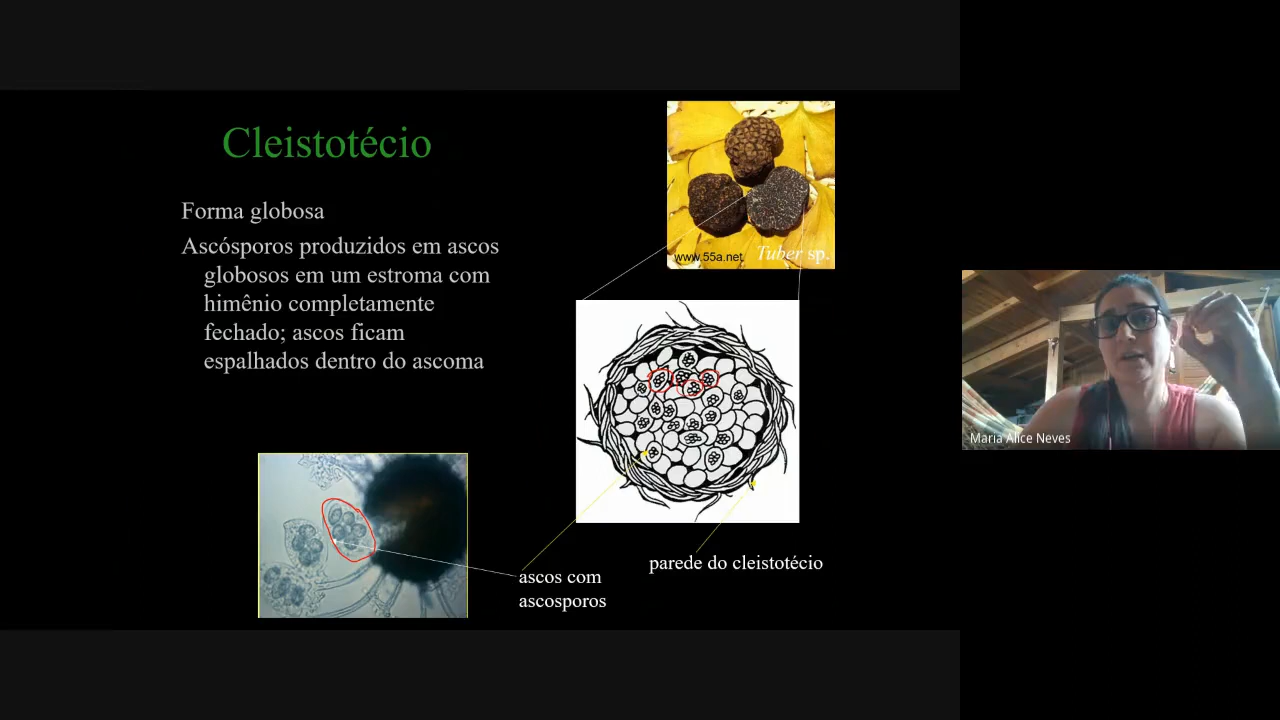 Cleistotécio
Forma globosa
Ascósporos produzidos em ascos
globosos em um estroma com
himênio completamente
fechado; ascos ficam
espalhados dentro do ascoma
www.55a.net
Tuber sp.
parede do cleistotécio
ascos com
ascosporos
Maria Alice Neves